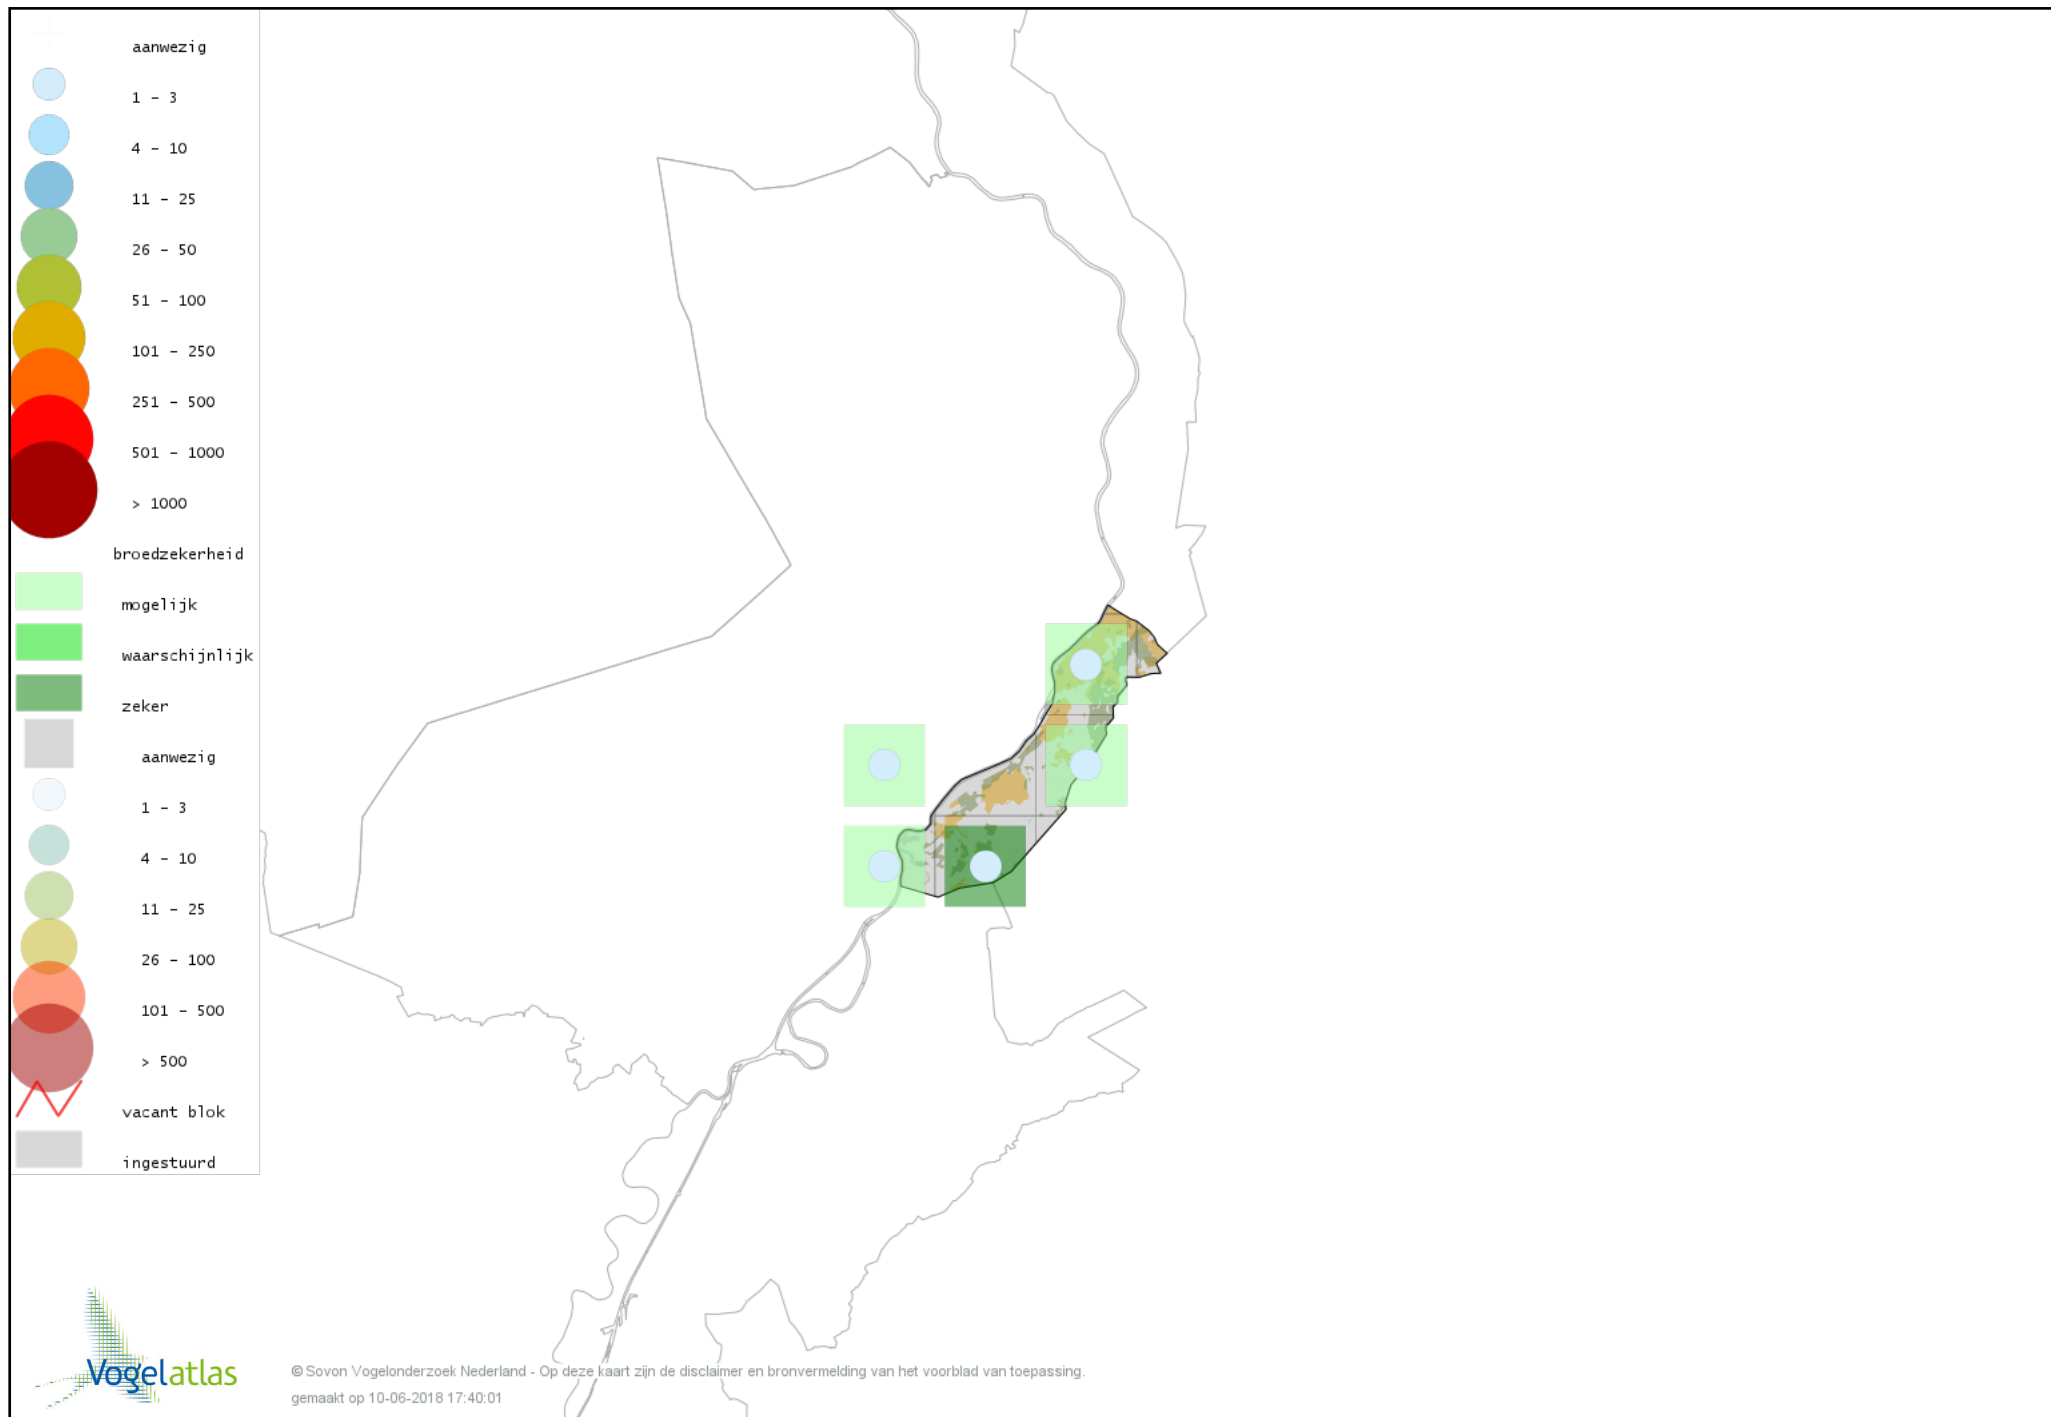 aanwezig
1 - 3
4 - 10
11 - 25
26 - 50
51 - 100
101 - 250
251 - 500
501 - 1000
> 1000
broedzekerheid
mogelijk
waarschijnlijk
zeker
aanwezig
1 - 3
4 - 10
11 - 25
26 - 100
101 - 500
> 500
vacant blok
ingestuurd
Vogelatlas
© Sovon Vogelonderzoek Nederland - Op deze kaart zijn de disclaimer en bronvermelding van het voorblad van toepassing.
gemaakt op 10-06-2018 17:40:01